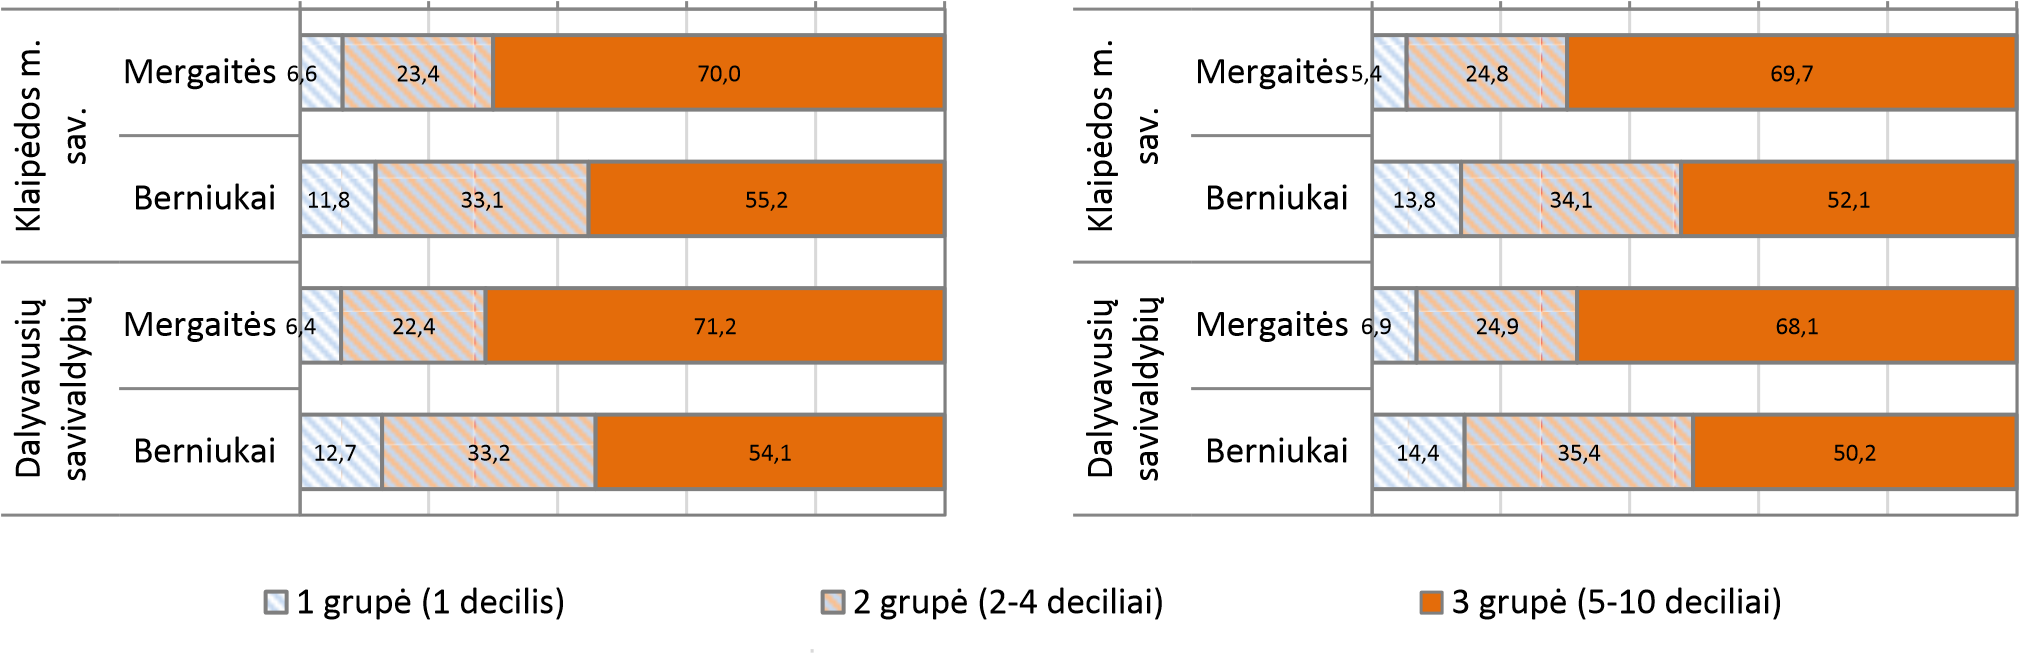 Klaipėdos m.
sav.
Mergaitės 6,6 23,4 70,0
Berniukai 11,8 33,1 55,2
Dalyvavusių
savivaldybių
Mergaitės 6,4 22,4 71,2
Berniukai 12,7 33,2 54,1
Klaipėdos m.
sav.
Mergaitės 5,4 24,8 69,7
Berniukai 13,8 34,1 52,1
Dalyvavusių
savivaldybių
Mergaitės 6,9 24,9 68,1
Berniukai 14,4 35,4 50,2
1 grupė (1 decilis) 2 grupė (2-4 deciliai) 3 grupė (5-10 deciliai)